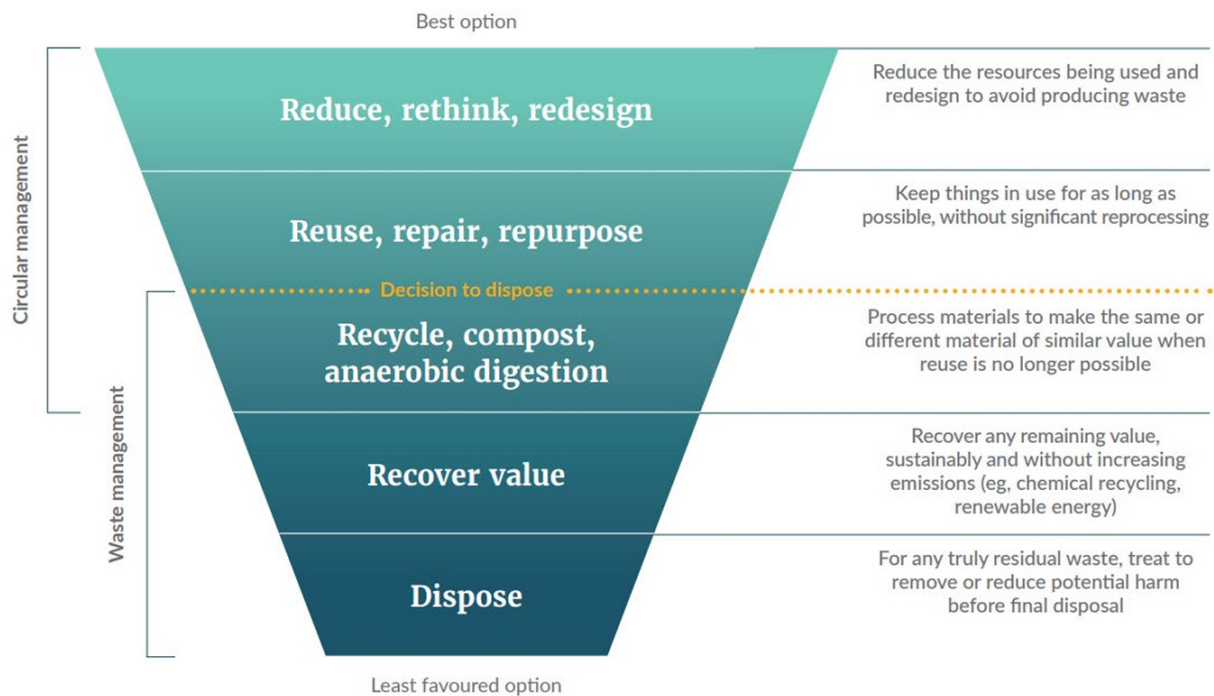 Best option
Circular management
Reduce, rethink, redesign
Reduce the resources being used and
redesign to avoid producing waste
Reuse, repair, repurpose
Keep things in use for as long as
possible, without significant reprocessing
Decision to dispose
Waste management
Recycle, compost,
anaerobic digestion
Process materials to make the same or
different material of similar value when
reuse is no longer possible
Recover value
Recover any remaining value,
sustainably and without increasing
emissions (eg, chemical recycling,
renewable energy)
Dispose
For any truly residual waste, treat to
remove or reduce potential harm
before final disposal
Least favoured option